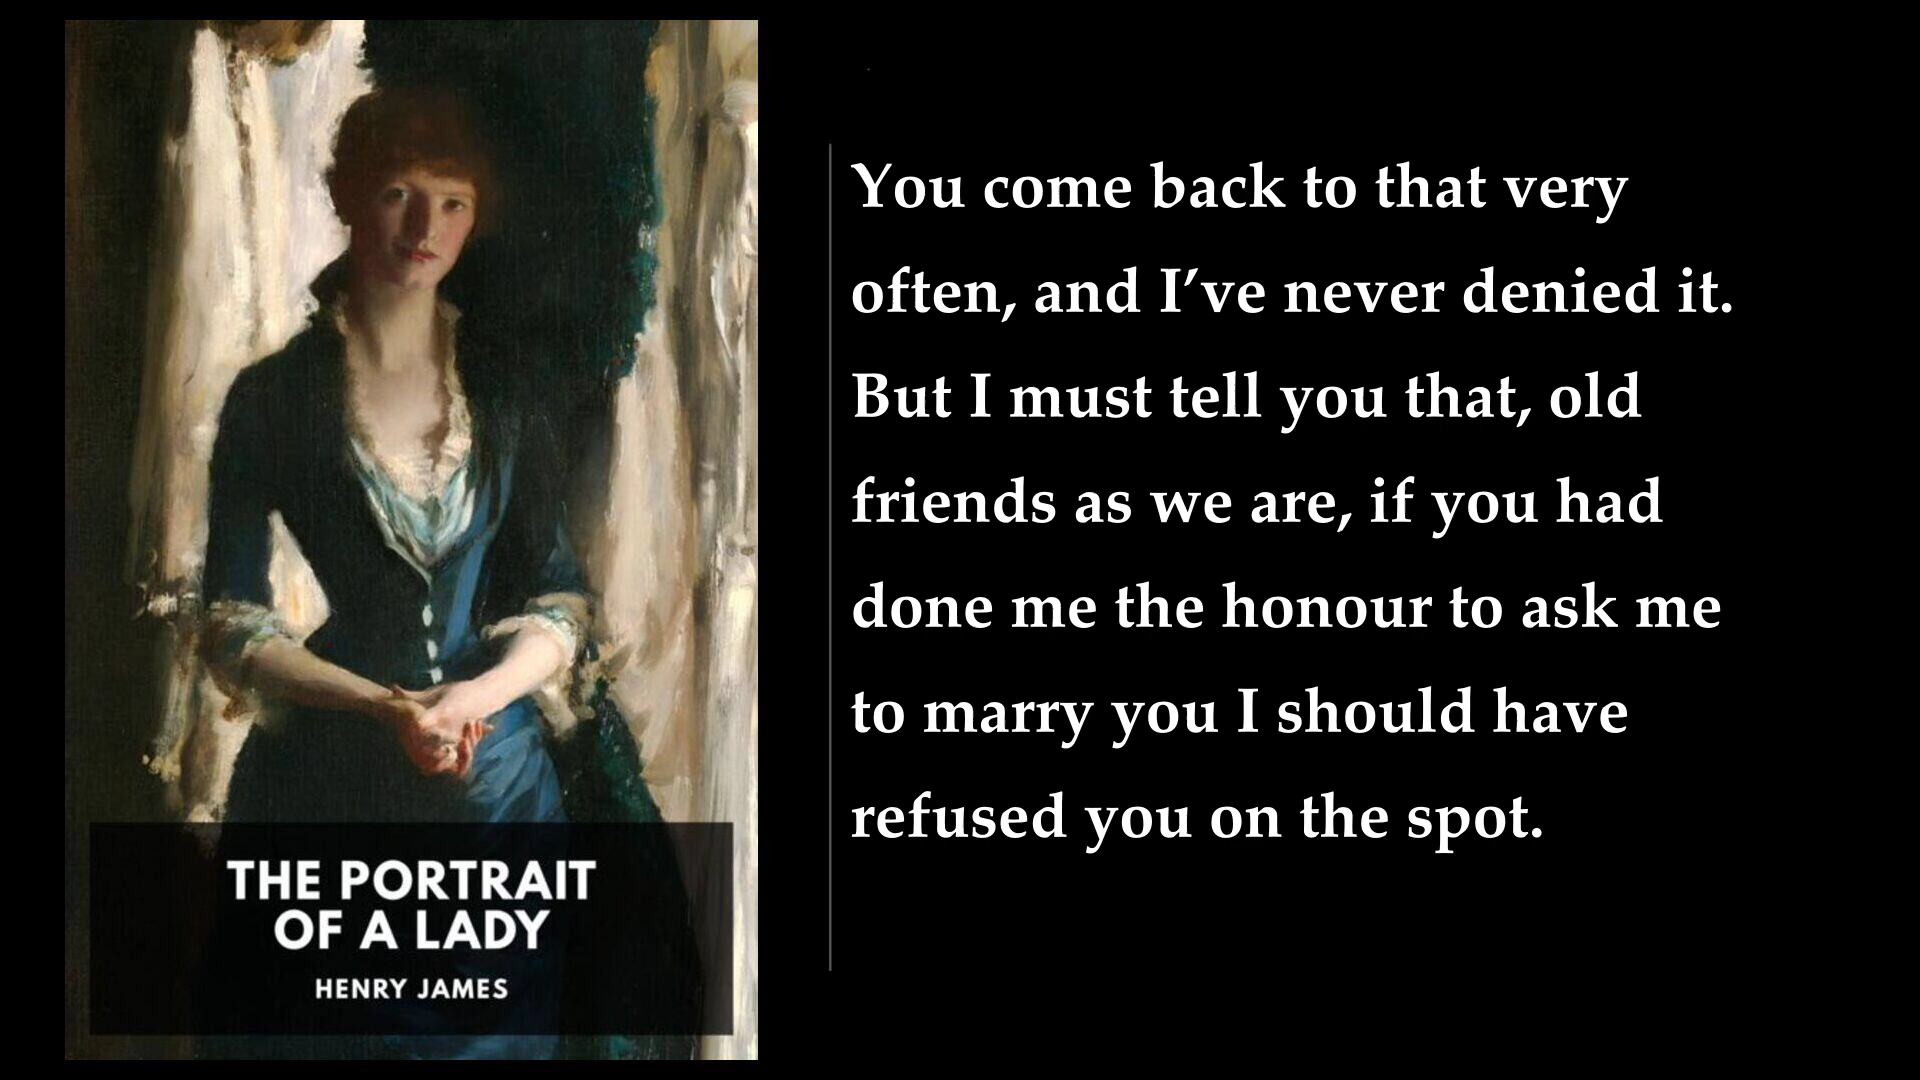 THE PORTRAIT
OF A LADY
HENRY JAMES
You come back to that very
often, and I’ve never denied it.
But I must tell you that, old
friends as we are, if you had
done me the honour to ask me
to marry you I should have
refused you on the spot.